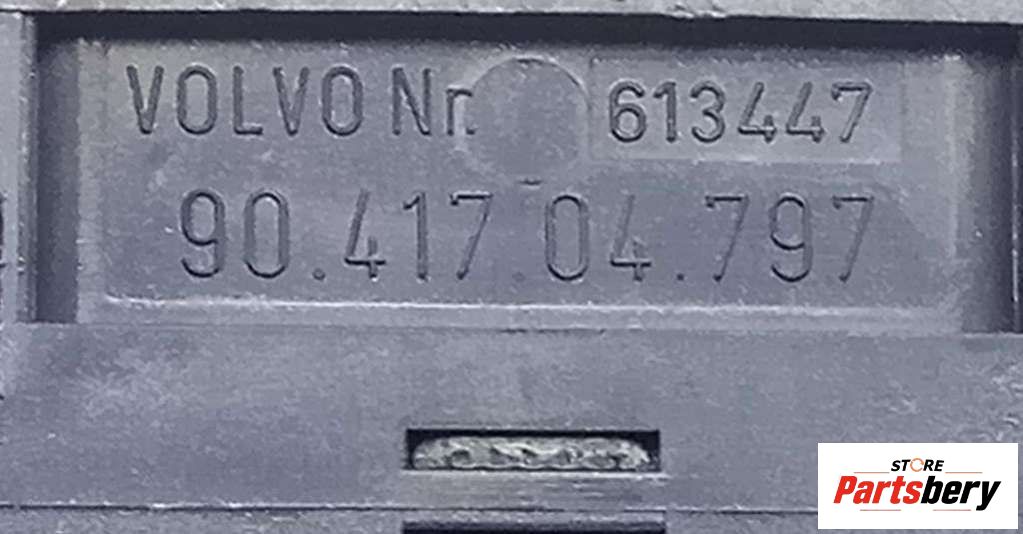 VOLVO Nr. 613447
90.417.04.797
STORE
Partsbery